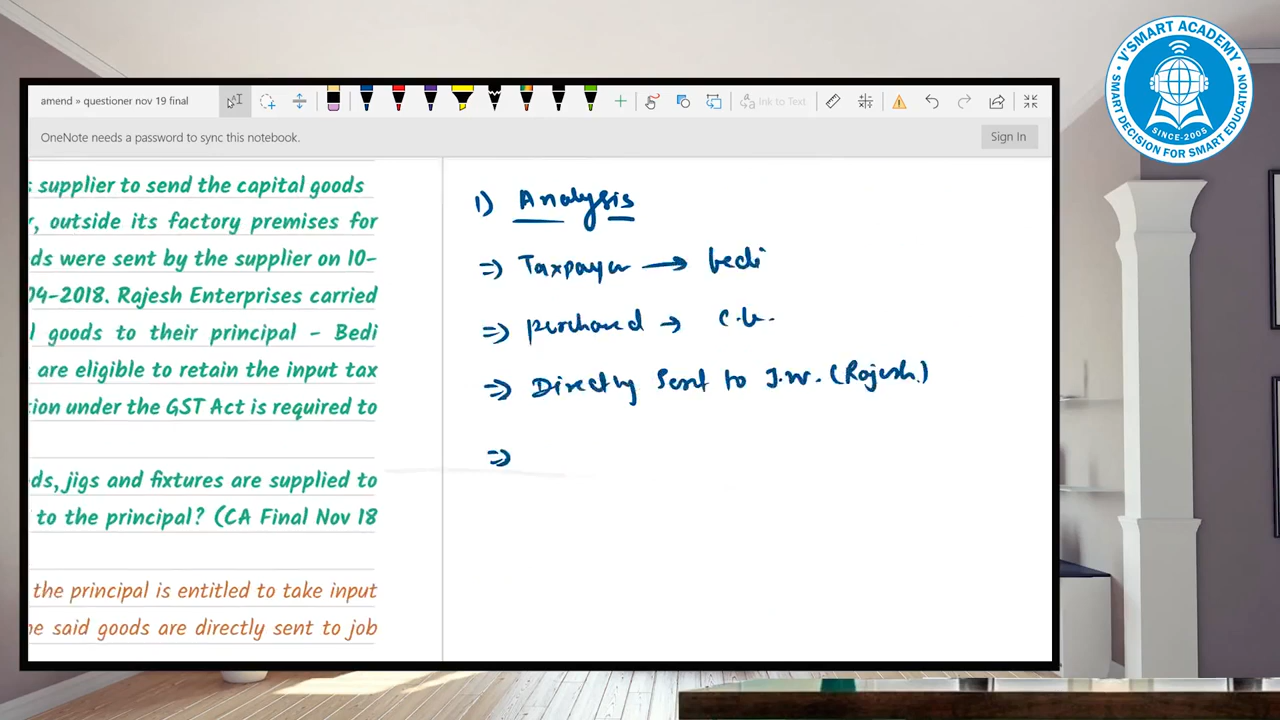 amend » questioner nov 19 final
Link to Text
OneNote needs a password to sync this notebook.
Sign In
supplier to send the capital goods
outside its factory premises for
ds were sent by the supplier on 10-
04-2018. Rajesh Enterprises carried
l goods to their principal - Bedi
are eligible to retain the input tax
ion under the GST Act is required to
ds, jigs and fixtures are supplied to
to the principal? (CA Final Nov 18
the principal is entitled to take input
he said goods are directly sent to job
1) Analysis
⇒ Taxpayer → bedi
⇒ purchased → C.G.
⇒ Directly Sent to J.W. (Rajesh.)
⇒
V'SMART ACADEMY
SINCE-2005
SMART DECISION FOR SMART EDUCATION